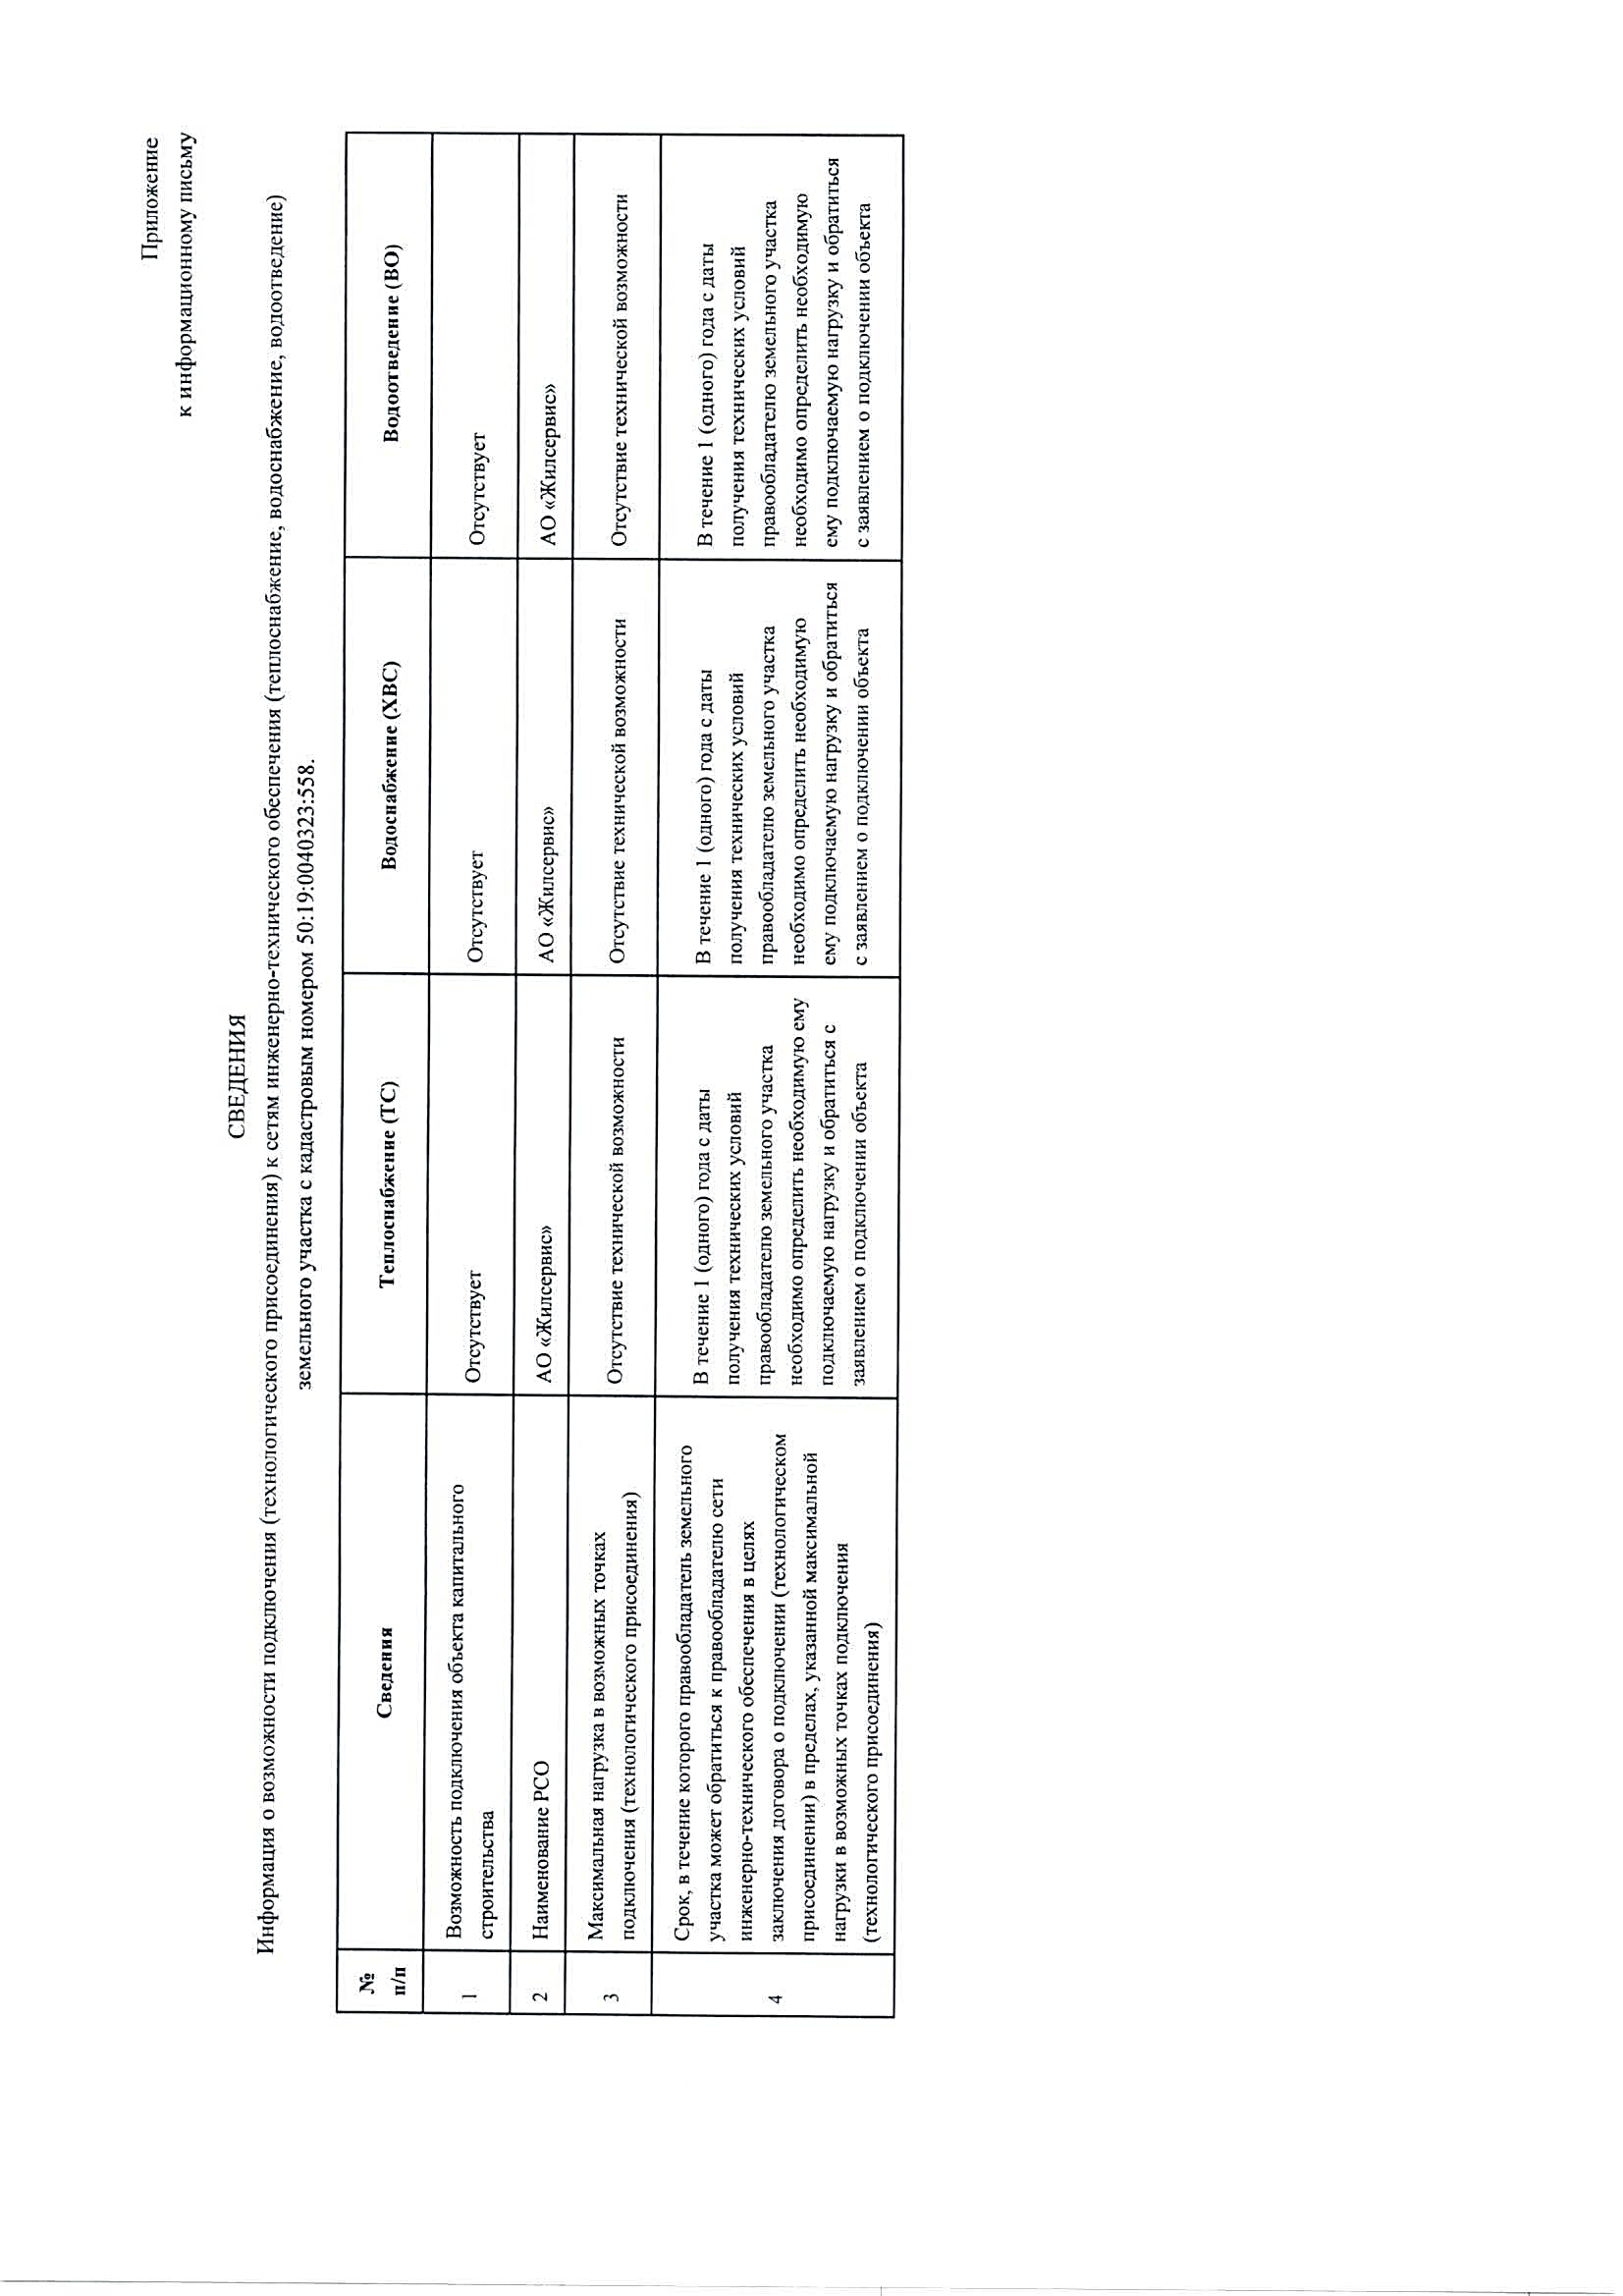 Приложение
к информационному письму
СВЕДЕНИЯ
Информация о возможности подключения (технологического присоединения) к сетям инженерно-технического обеспечения (теплоснабжение, водоснабжение, водоотведение)
земельного участка с кадастровым номером 50:19:0040323:558.
№
п/п
Сведения
Теплоснабжение (ТС)
Водоснабжение (ХВС)
Водоотведение (ВО)
1
Возможность подключения объекта капитального
строительства
Отсутствует
Отсутствует
Отсутствует
2
Наименование РСО
АО «Жилсервис»
АО «Жилсервис»
АО «Жилсервис»
3
Максимальная нагрузка в возможных точках
подключения (технологического присоединения)
Отсутствие технической возможности
Отсутствие технической возможности
Отсутствие технической возможности
4
Срок, в течение которого правообладатель земельного
участка может обратиться к правообладателю сети
инженерно-технического обеспечения в целях
заключения договора о подключении (технологическом
присоединении) в пределах, указанной максимальной
нагрузки в возможных точках подключения
(технологического присоединения)
В течение 1 (одного) года с даты
получения технических условий
правообладателю земельного участка
необходимо определить необходимую ему
подключаемую нагрузку и обратиться с
заявлением о подключении объекта
В течение 1 (одного) года с даты
получения технических условий
правообладателю земельного участка
необходимо определить необходимую
ему подключаемую нагрузку и обратиться
с заявлением о подключении объекта
В течение 1 (одного) года с даты
получения технических условий
правообладателю земельного участка
необходимо определить необходимую
ему подключаемую нагрузку и обратиться
с заявлением о подключении объекта